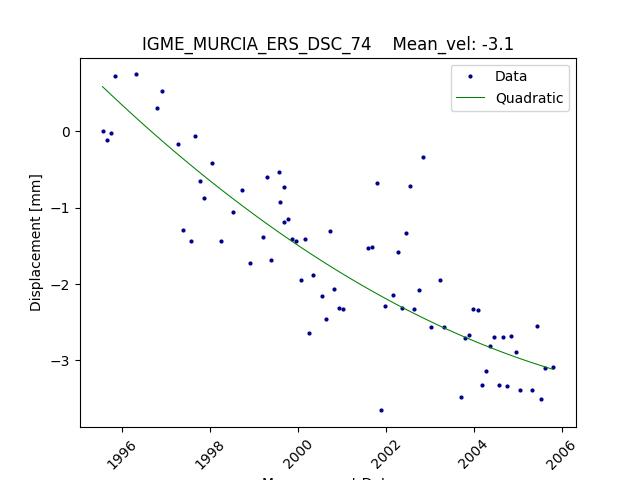 IGME_MURCIA_ERS_DSC_74    Mean_vel: -3.1
Data
Quadratic
Displacement [mm]
0
−1
−2
−3
1996
1998
2000
2002
2004
2006